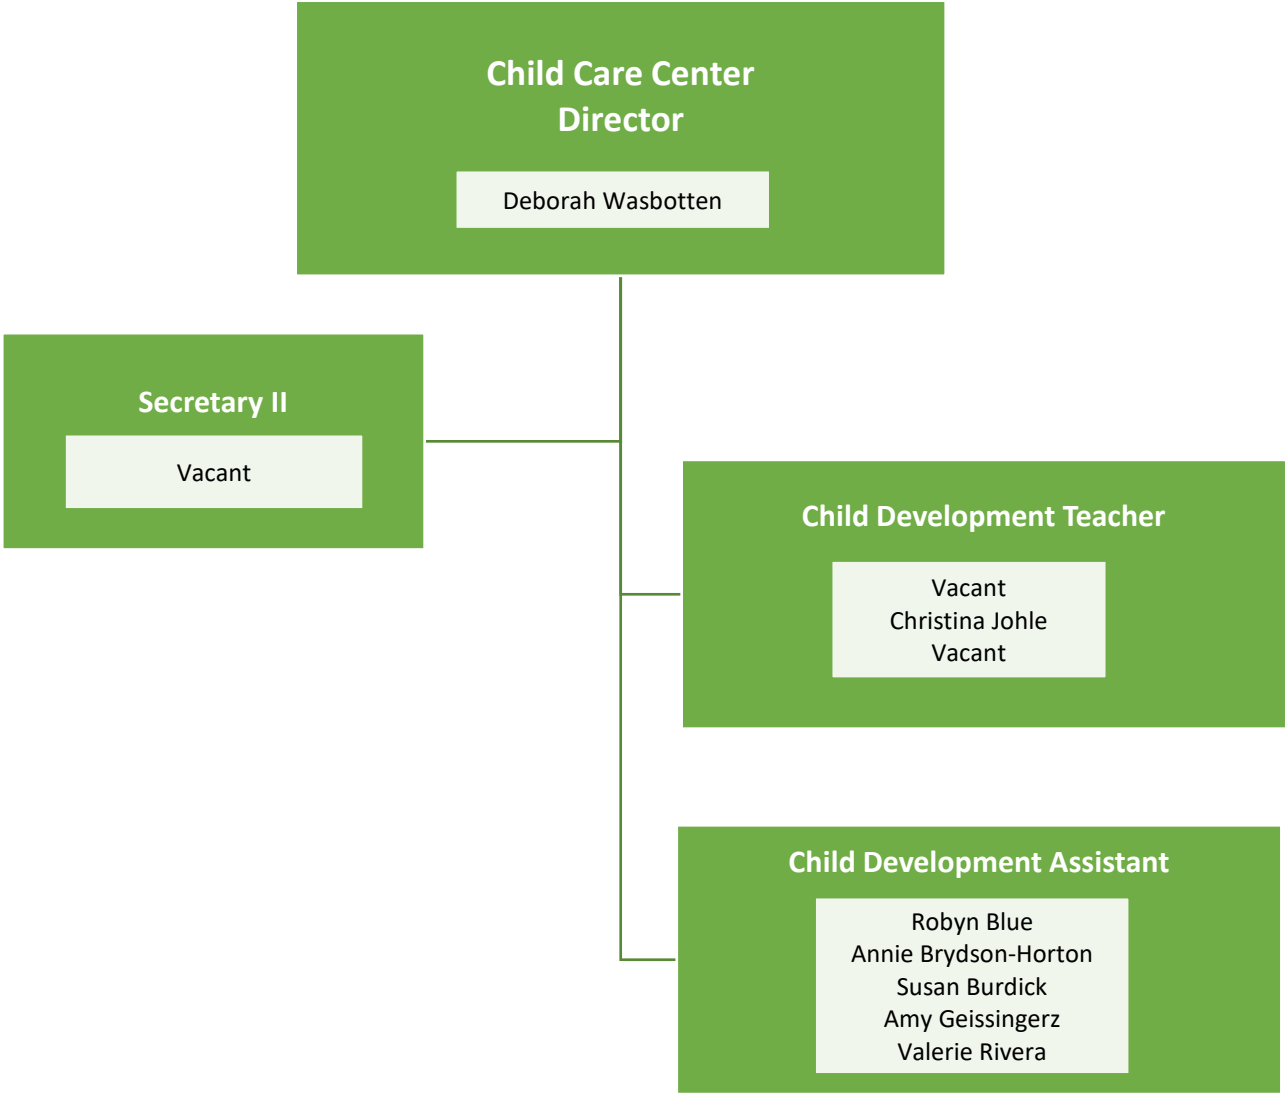 Child Care Center
Director
Deborah Wasbotten
Secretary II
Vacant
Child Development Teacher
Vacant
Christina Johle
Vacant
Child Development Assistant
Robyn Blue
Annie Brydson-Horton
Susan Burdick
Amy Geissingerz
Valerie Rivera